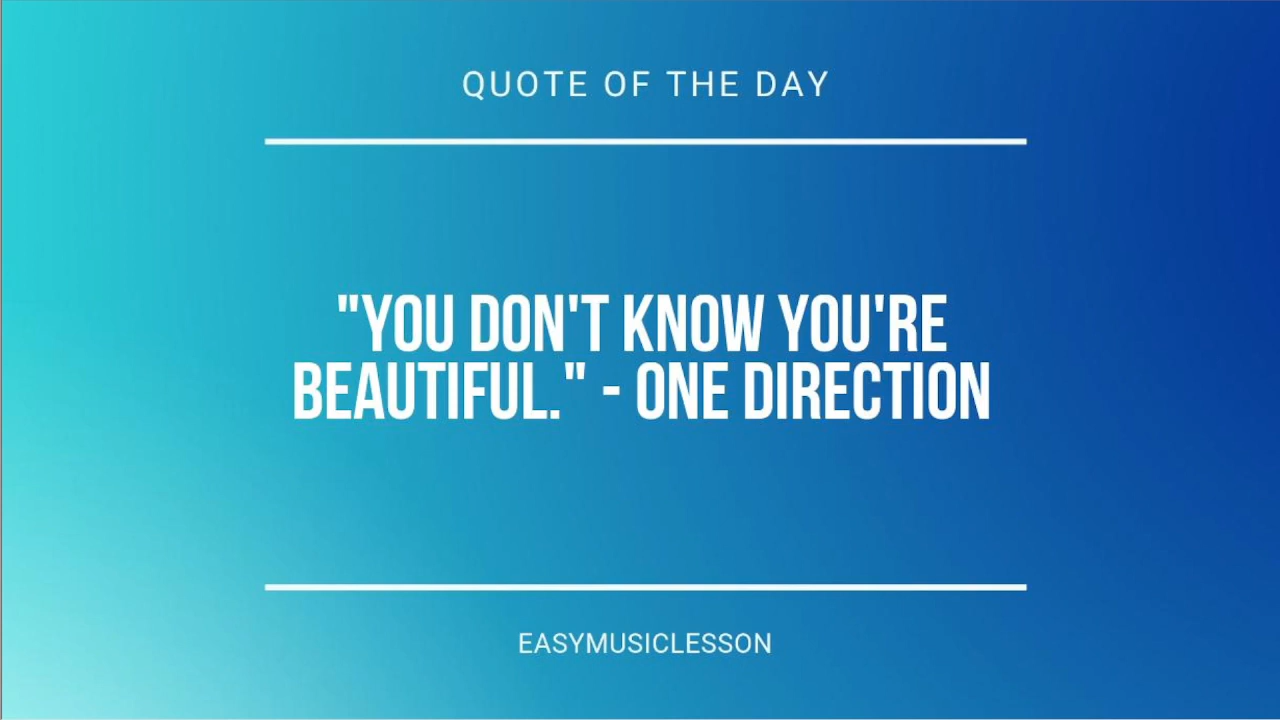 QUOTE OF THE DAY
"YOU DON'T KNOW YOU'RE
BEAUTIFUL." - ONE DIRECTION
EASYMUSICLESSON